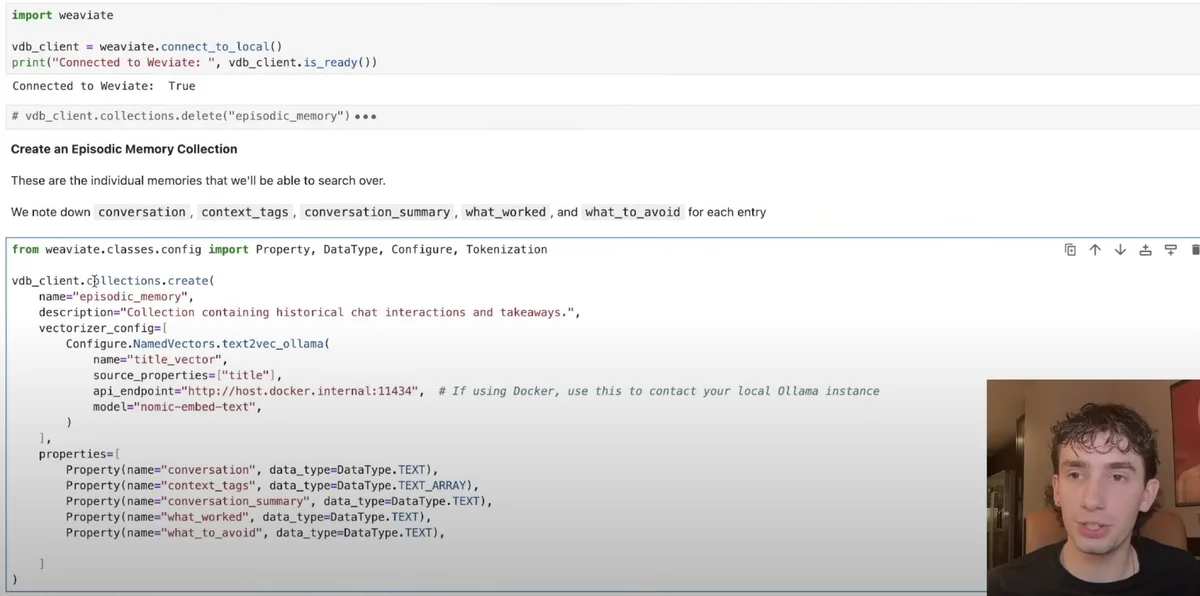 import weaviate
vdb_client = weaviate.connect_to_local()
print("Connected to Weviate: ", vdb_client.is_ready())
Connected to Weviate:  True
# vdb_client.collections.delete("episodic_memory") •••
Create an Episodic Memory Collection
These are the individual memories that we'll be able to search over.
We note down conversation , context_tags , conversation_summary , what_worked , and what_to_avoid for each entry
from weaviate.classes.config import Property, DataType, Configure, Tokenization
vdb_client.collections.create(
    name="episodic_memory",
    description="Collection containing historical chat interactions and takeaways.",
    vectorizer_config=[
        Configure.NamedVectors.text2vec_ollama(
            name="title_vector",
            source_properties=["title"],
            api_endpoint="http://host.docker.internal:11434",  # If using Docker, use this to contact your local Ollama instance
            model="nomic-embed-text",
        )
    ],
    properties=[
        Property(name="conversation", data_type=DataType.TEXT),
        Property(name="context_tags", data_type=DataType.TEXT_ARRAY),
        Property(name="conversation_summary", data_type=DataType.TEXT),
        Property(name="what_worked", data_type=DataType.TEXT),
        Property(name="what_to_avoid", data_type=DataType.TEXT),
    ]
)